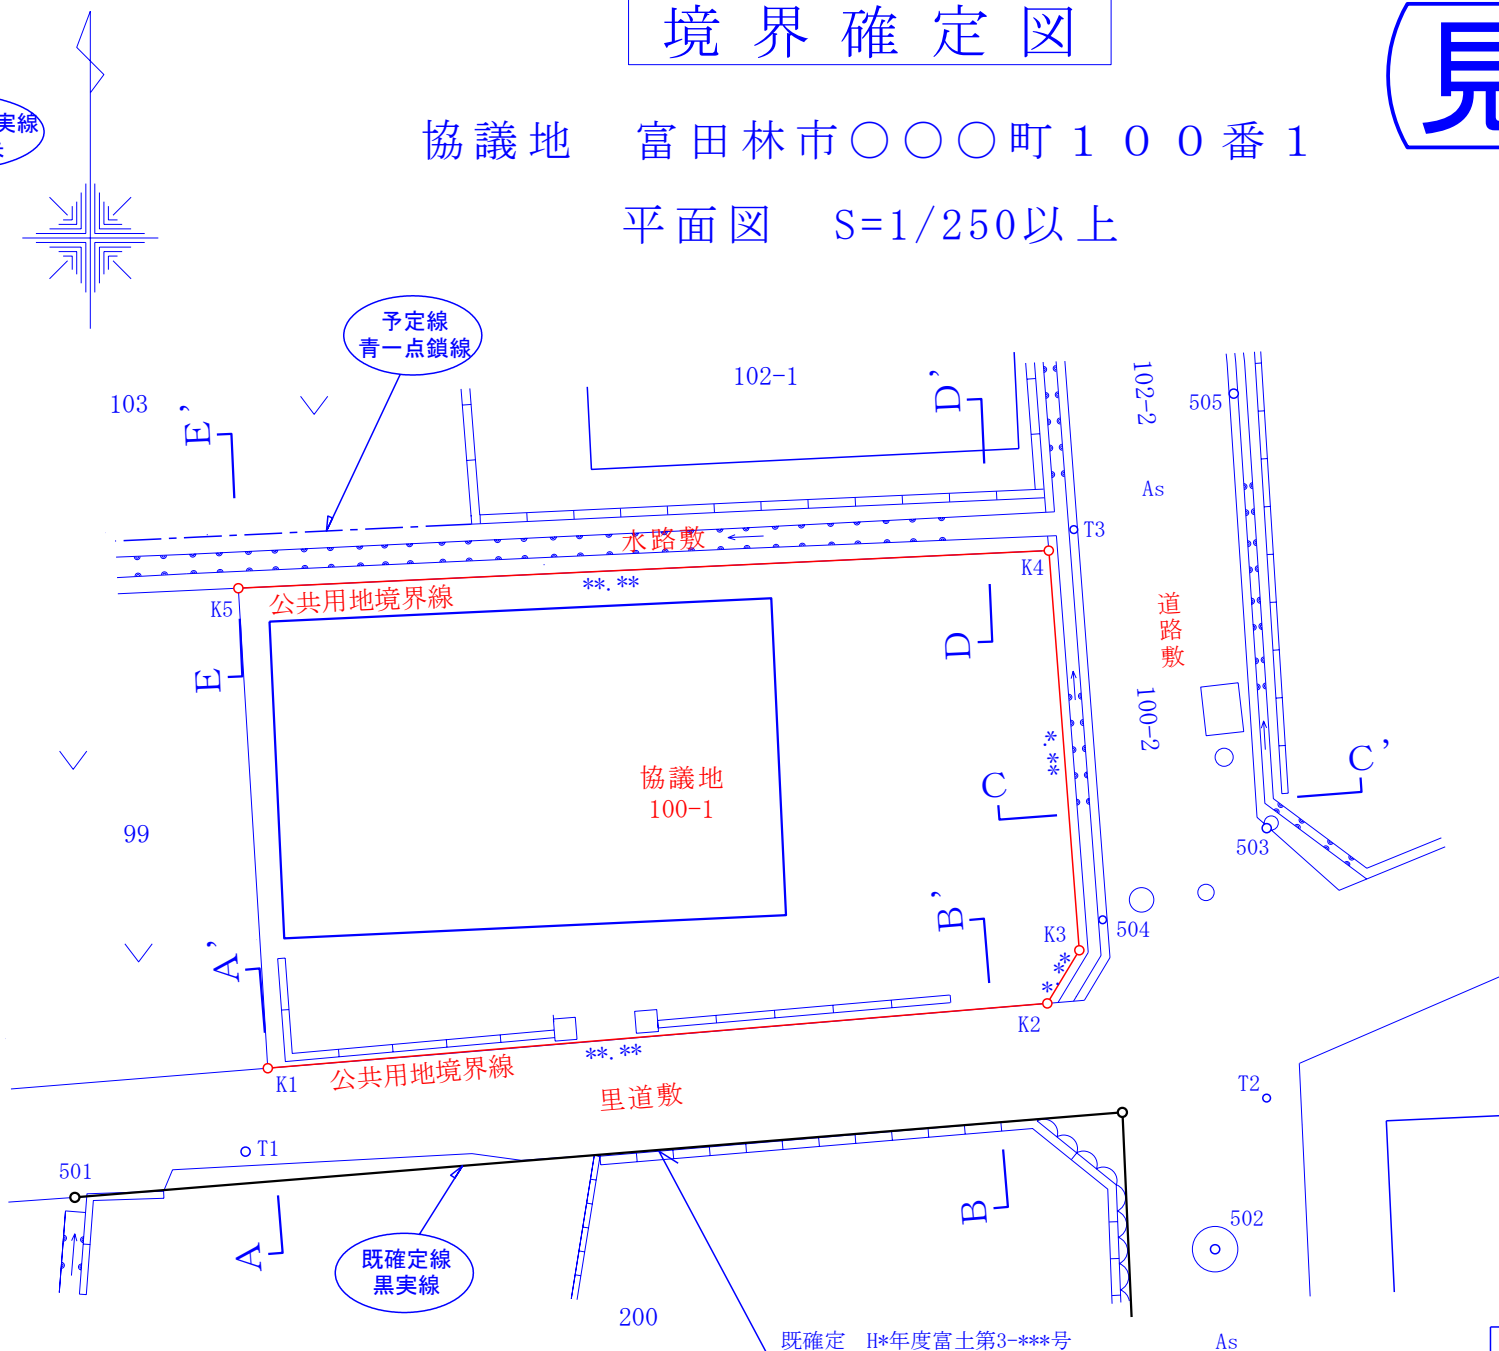 境界確定図
見
実線
協議地　富田林市○○○町１００番１
平面図　S=1/250以上
予定線
青一点鎖線
103
E'
102-1
D'
102-2
505
As
水路敷
T3
K5
公共用地境界線
**.**
K4
道路敷
E
D
100-2
*.**
協議地
100-1
C
C'
99
503
A'
B'
K3
504
*.**
K2
**.**
K1
公共用地境界線
里道敷
T2
T1
501
A
B
502
既確定線
黒実線
200
既確定　H*年度富土第3-***号
As